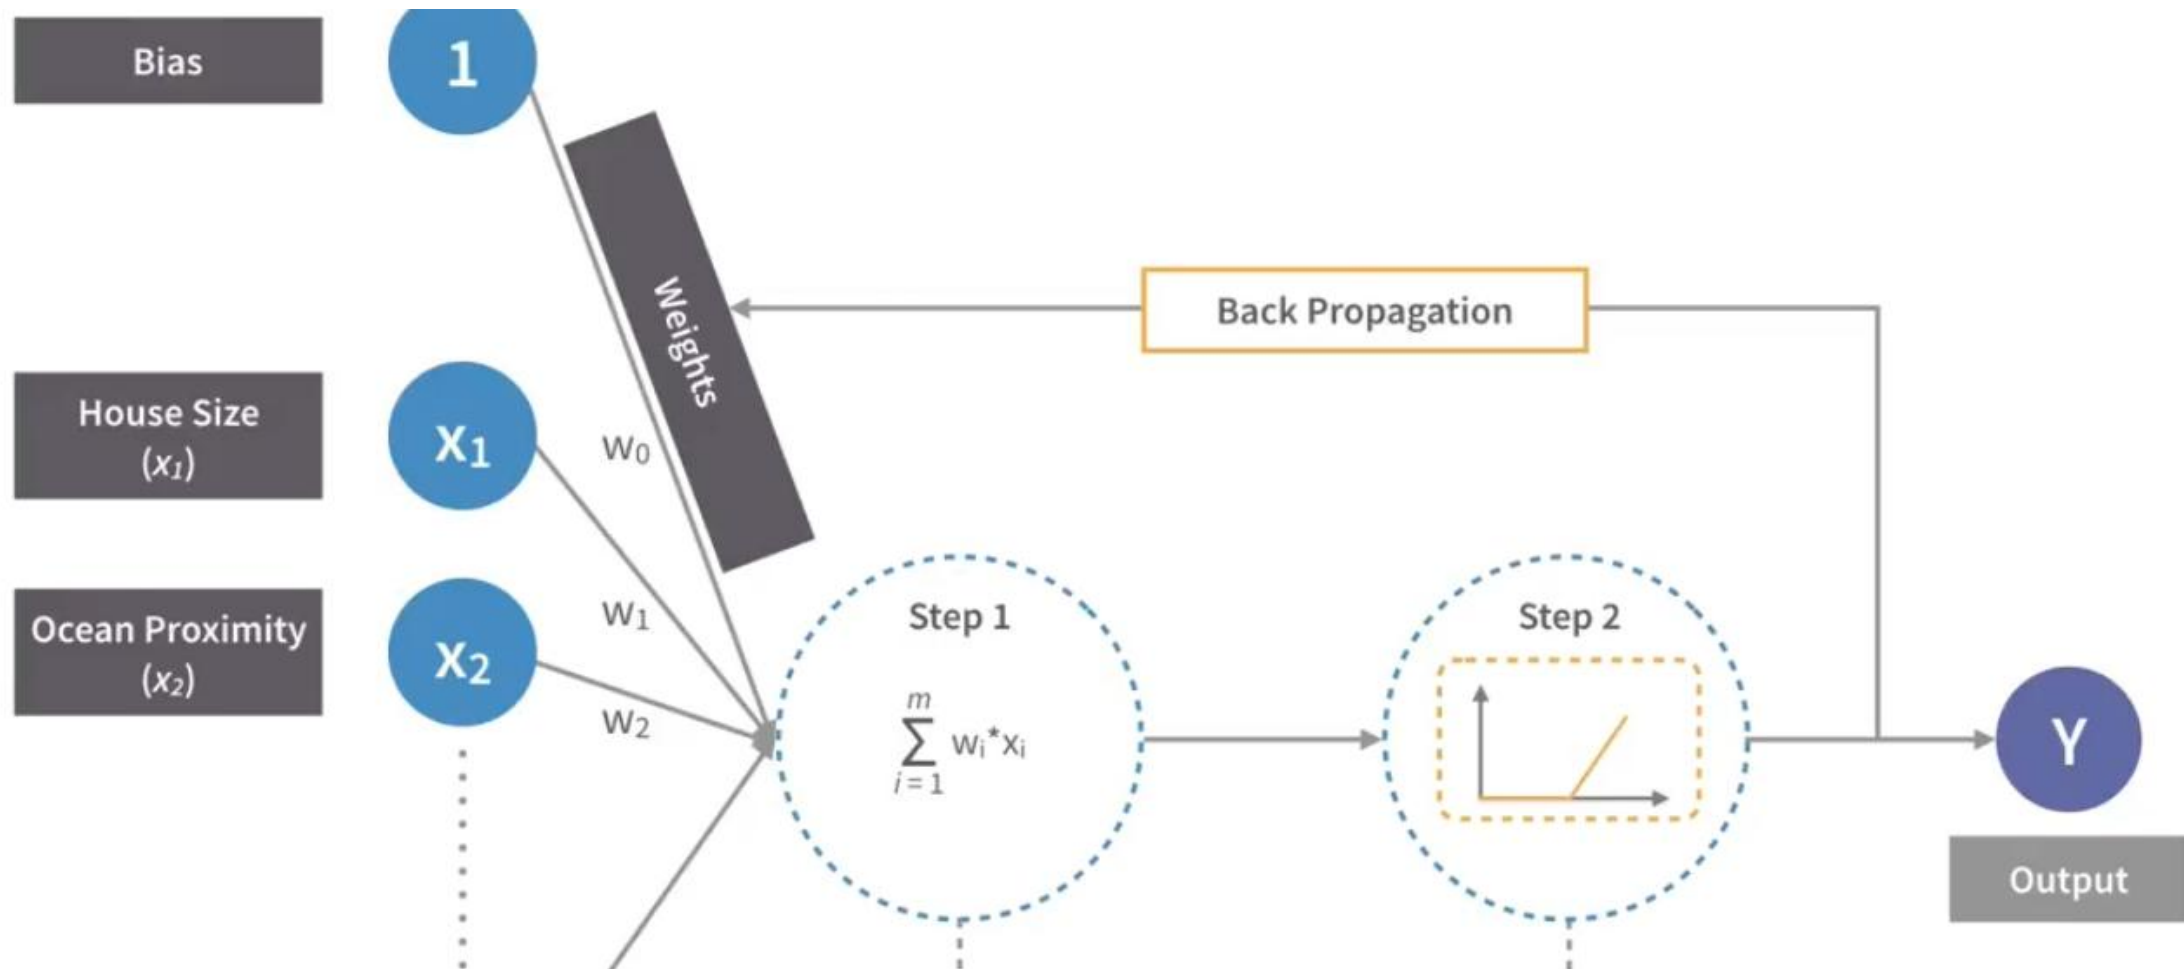 Bias
1
Weights
Back Propagation
House Size
(x₁)
x₁
w₀
Ocean Proximity
(x₂)
x₂
w₁
w₂
Step 1
m
∑ wᵢ*xᵢ
i = 1
Step 2
Y
Output